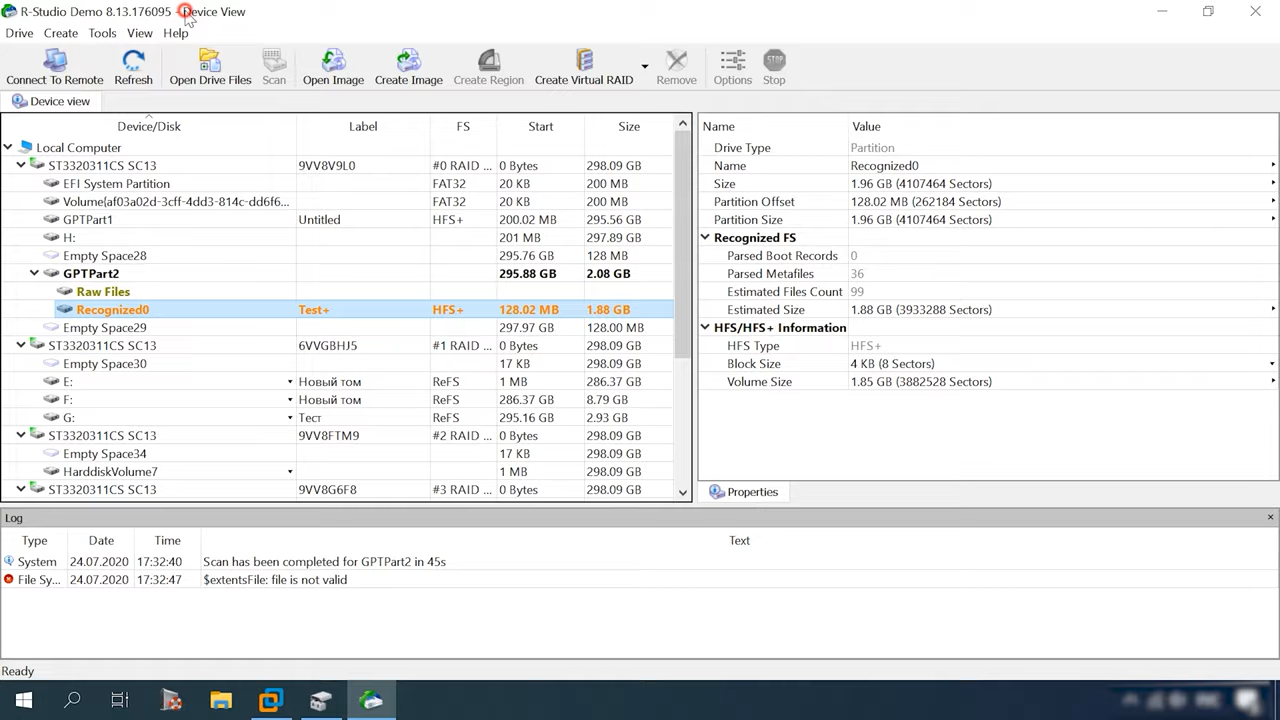 R-Studio Demo 8.13.176095 - Device View
Drive Create Tools View Help
Connect To Remote Refresh Open Drive Files Scan Open Image Create Image Create Region Create Virtual RAID Remove Options Stop
STOP
Device view
Device/Disk Label FS Start Size
Local Computer
ST3320311CS SC13 9VV8V9L0 #0 RAID ... 0 Bytes 298.09 GB
EFI System Partition FAT32 20 KB 200 MB
Volume{af03a02d-3cff-4dd3-814c-dd6f6... FAT32 20 KB 200 MB
GPTPart1 Untitled HFS+ 200.02 MB 295.56 GB
H: 201 MB 297.89 GB
Empty Space28 295.76 GB 128 MB
GPTPart2 295.88 GB 2.08 GB
Raw Files
Recognized0 Test+ HFS+ 128.02 MB 1.88 GB
Empty Space29 297.97 GB 128.00 MB
ST3320311CS SC13 6VVGBHJ5 #1 RAID ... 0 Bytes 298.09 GB
Empty Space30 17 KB 298.09 GB
E: Новый том ReFS 1 MB 286.37 GB
F: Новый том ReFS 286.37 GB 8.79 GB
G: Тест ReFS 295.16 GB 2.93 GB
ST3320311CS SC13 9VV8FTM9 #2 RAID ... 0 Bytes 298.09 GB
Empty Space34 17 KB 298.09 GB
HarddiskVolume7 1 MB 298.09 GB
ST3320311CS SC13 9VV8G6F8 #3 RAID ... 0 Bytes 298.09 GB
Name Value
Drive Type Partition
Name Recognized0
Size 1.96 GB (4107464 Sectors)
Partition Offset 128.02 MB (262184 Sectors)
Partition Size 1.96 GB (4107464 Sectors)
Recognized FS
Parsed Boot Records 0
Parsed Metafiles 36
Estimated Files Count 99
Estimated Size 1.88 GB (3933288 Sectors)
HFS/HFS+ Information
HFS Type HFS+
Block Size 4 KB (8 Sectors)
Volume Size 1.85 GB (3882528 Sectors)
Properties
Log
Type Date Time Text
System 24.07.2020 17:32:40 Scan has been completed for GPTPart2 in 45s
File Sy... 24.07.2020 17:32:47 $extentsFile: file is not valid
Ready